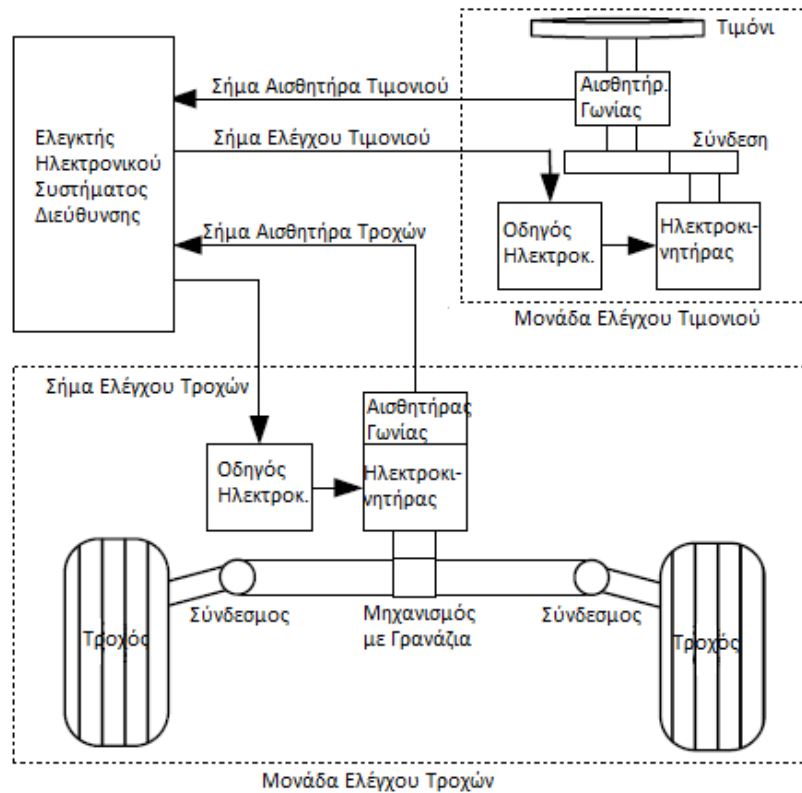 Τιμόνι
Σήμα Αισθητήρα Τιμονιού
Αισθητήρ.
Γωνίας
Ελεγκτής
Ηλεκτρονικού
Συστήματος
Διεύθυνσης
Σήμα Ελέγχου Τιμονιού
Σύνδεση
Οδηγός
Ηλεκτροκ.
Ηλεκτροκι-
νητήρας
Σήμα Αισθητήρα Τροχών
Μονάδα Ελέγχου Τιμονιού
Σήμα Ελέγχου Τροχών
Αισθητήρας
Γωνίας
Οδηγός
Ηλεκτροκ.
Ηλεκτροκι-
νητήρας
Τροχός
Σύνδεσμος
Μηχανισμός
με Γρανάζια
Σύνδεσμος
Τροχός
Μονάδα Ελέγχου Τροχών